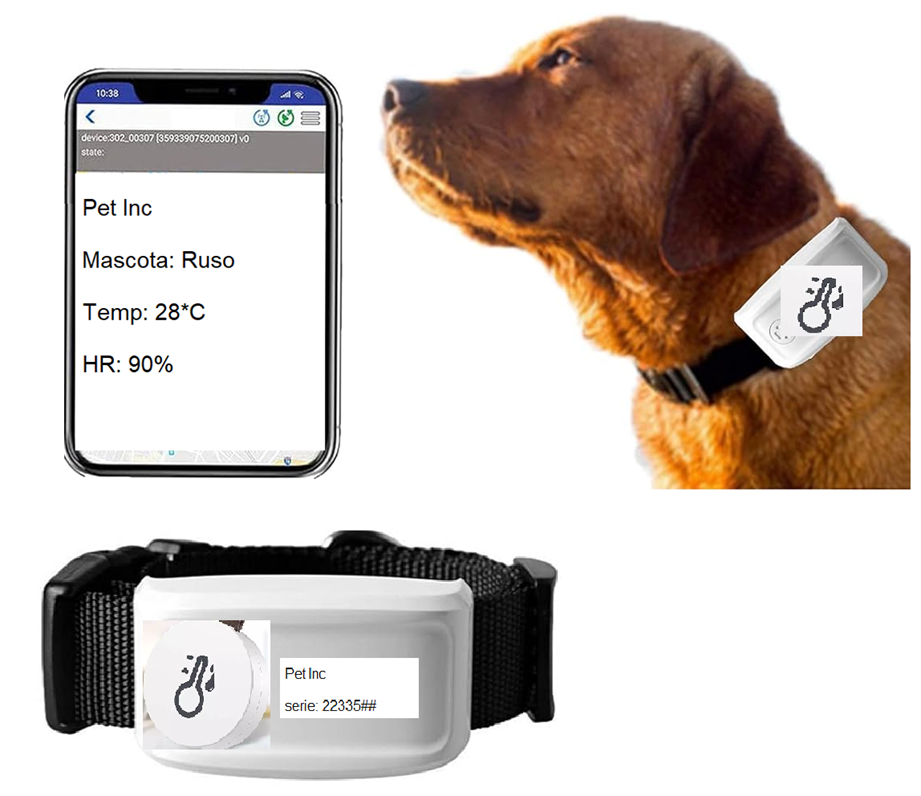 10:38
device:302_00307 [359339075200307] v0
state:
Pet Inc
Mascota: Ruso
Temp: 28*C
HR: 90%
Pet Inc
serie: 22335##